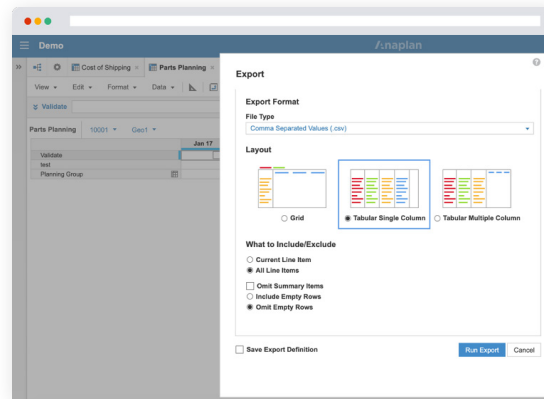 Demo
Anaplan
Cost of Shipping ×
Parts Planning ×
View
Edit
Format
Data
Validate
Parts Planning
10001
Geo1
Jan 17
Validate
test
Planning Group
Export
Export Format
File Type
Comma Separated Values (.csv)
Layout
Grid
Tabular Single Column
Tabular Multiple Column
What to Include/Exclude
Current Line Item
All Line Items
Omit Summary Items
Include Empty Rows
Omit Empty Rows
Save Export Definition
Run Export
Cancel